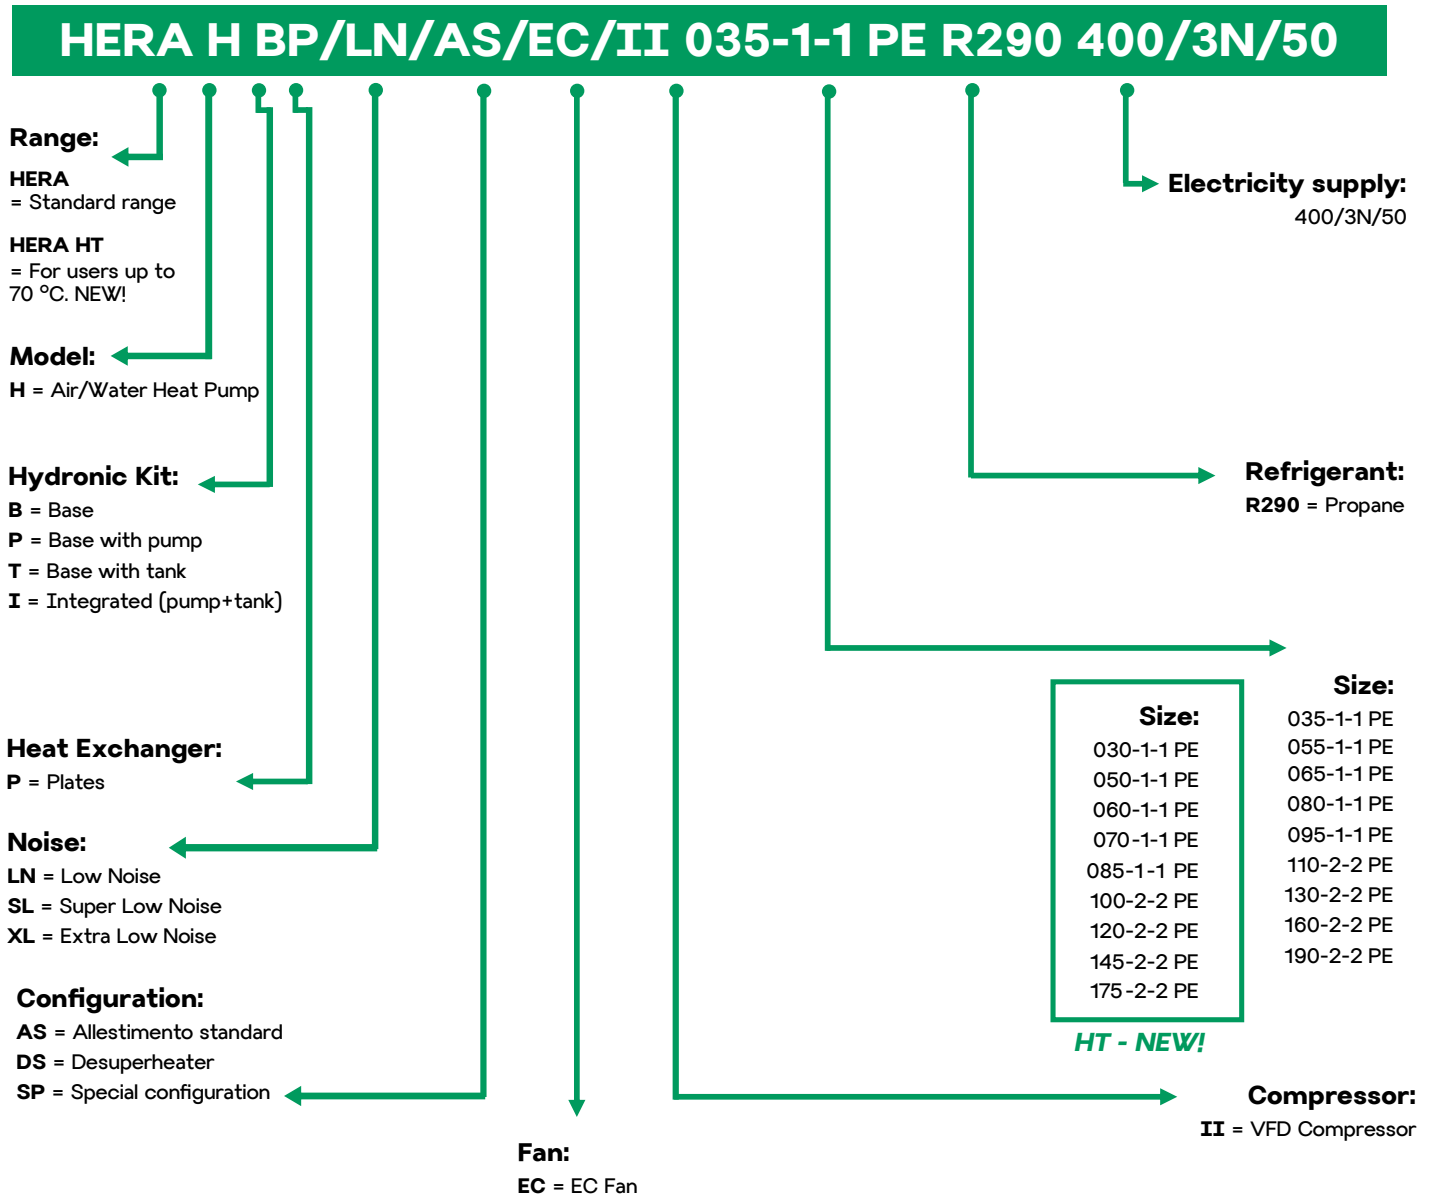 HERA H BP/LN/AS/EC/II 035-1-1 PE R290 400/3N/50
Range:
HERA
= Standard range
HERA HT
= For users up to
70 °C. NEW!
Model:
H = Air/Water Heat Pump
Hydronic Kit:
B = Base
P = Base with pump
T = Base with tank
I = Integrated (pump+tank)
Heat Exchanger:
P = Plates
Noise:
LN = Low Noise
SL = Super Low Noise
XL = Extra Low Noise
Configuration:
AS = Allestimento standard
DS = Desuperheater
SP = Special configuration
Fan:
EC = EC Fan
Electricity supply:
400/3N/50
Refrigerant:
R290 = Propane
Size:
030-1-1 PE
050-1-1 PE
060-1-1 PE
070-1-1 PE
085-1-1 PE
100-2-2 PE
120-2-2 PE
145-2-2 PE
175-2-2 PE
HT - NEW!
Size:
035-1-1 PE
055-1-1 PE
065-1-1 PE
080-1-1 PE
095-1-1 PE
110-2-2 PE
130-2-2 PE
160-2-2 PE
190-2-2 PE
Compressor:
II = VFD Compressor